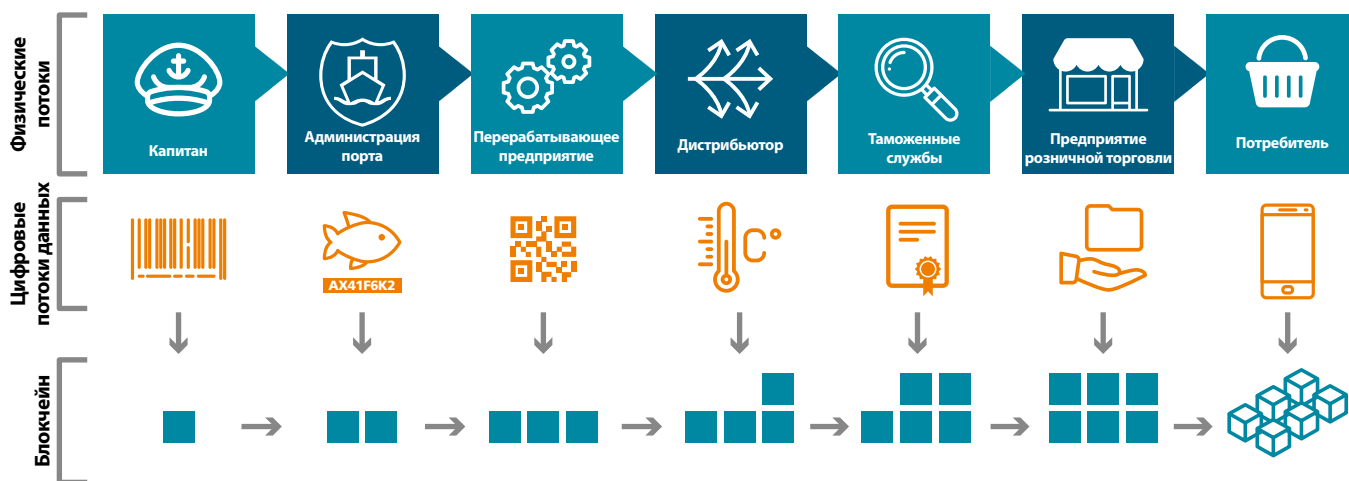 Физические
потоки
Капитан
Администрация
порта
Перерабатывающее
предприятие
Дистрибьютор
Таможенные
службы
Предприятие
розничной торговли
Потребитель
Цифровые
потоки данных
AX41F6K2
C°
Блокчейн